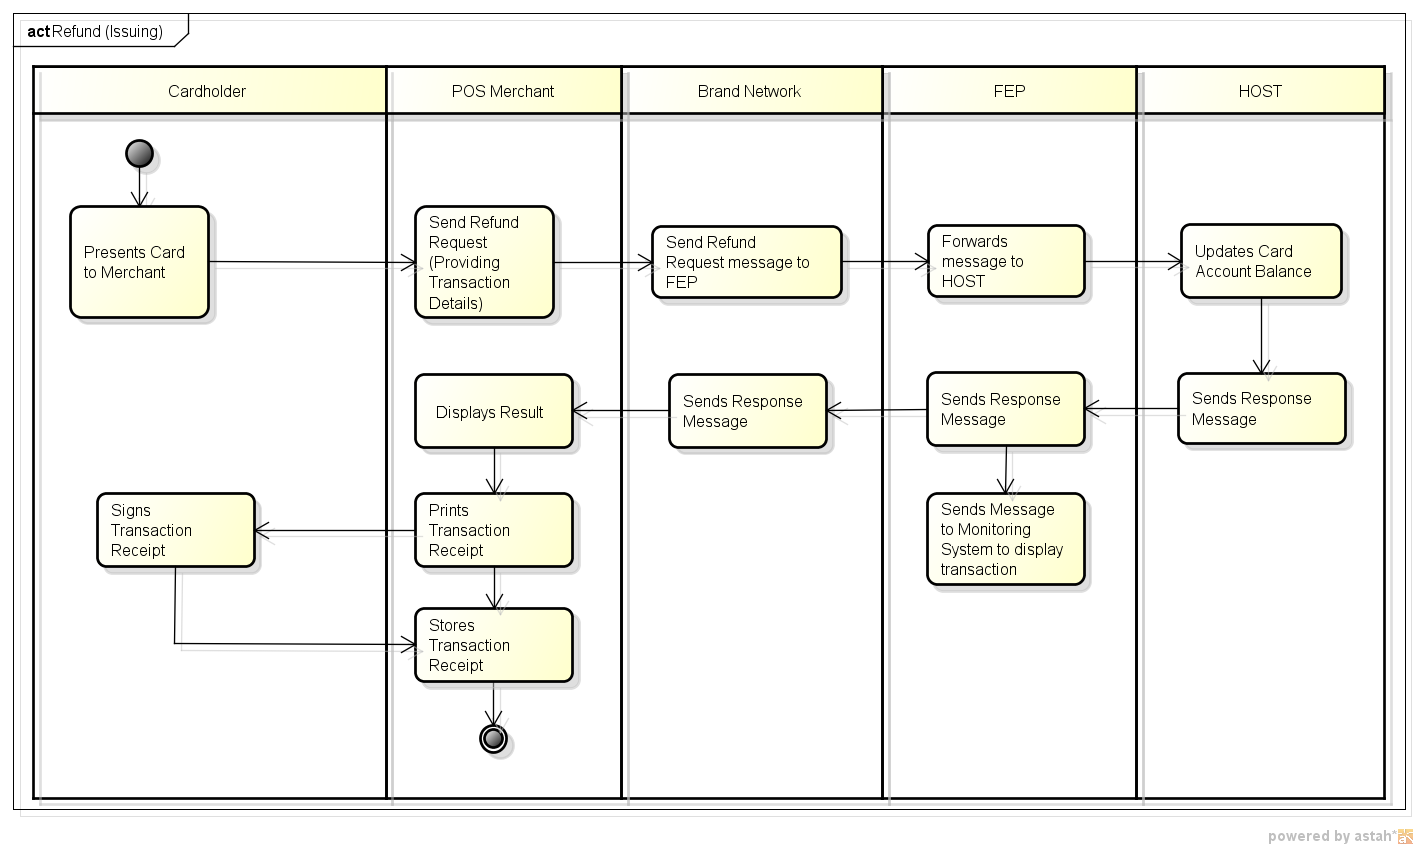 act Refund (Issuing)
Cardholder
POS Merchant
Brand Network
FEP
HOST
Presents Card
to Merchant
Send Refund
Request
(Providing
Transaction
Details)
Send Refund
Request message to
FEP
Forwards
message to
HOST
Updates Card
Account Balance
Displays Result
Sends Response
Message
Sends Response
Message
Sends Response
Message
Signs
Transaction
Receipt
Prints
Transaction
Receipt
Sends Message
to Monitoring
System to display
transaction
Stores
Transaction
Receipt
powered by astah*